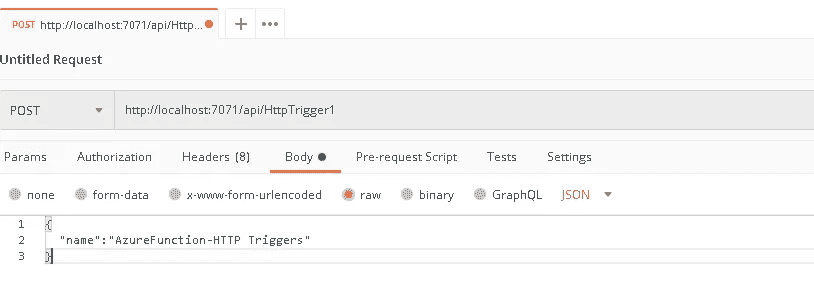 POST http://localhost:7071/api/Http...
Untitled Request
POST http://localhost:7071/api/HttpTrigger1
Params Authorization Headers (8) Body Pre-request Script Tests Settings
none form-data x-www-form-urlencoded raw binary GraphQL JSON
1 {
2 "name":"AzureFunction-HTTP Triggers"
3 }